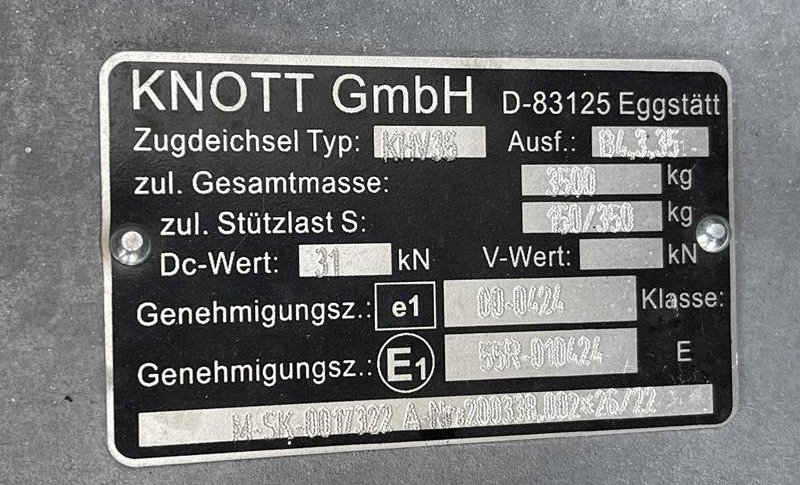 KNOTT GmbH D-83125 Eggstätt
Zugdeichsel Typ: KHV35 Ausf.: B4.3.35
zul. Gesamtmasse: 3500 kg
zul. Stützlast S: 150/350 kg
Dc-Wert: 31 kN V-Wert: kN
Genehmigungsz.: e1 00-0424 Klasse:
Genehmigungsz.: E1 55R-010424 E
M-SK-0017322 A-Nr.200338.002*26/22